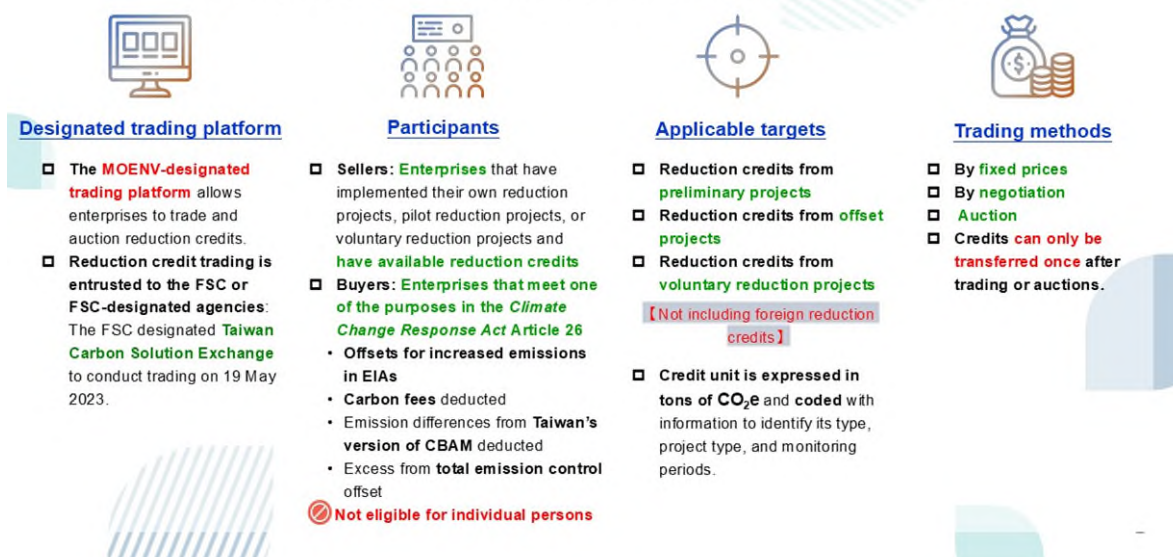 Designated trading platform
The MOENV-designated
trading platform allows
enterprises to trade and
auction reduction credits.
Reduction credit trading is
entrusted to the FSC or
FSC-designated agencies:
The FSC designated Taiwan
Carbon Solution Exchange
to conduct trading on 19 May
2023.
Participants
Sellers: Enterprises that have
implemented their own reduction
projects, pilot reduction projects, or
voluntary reduction projects and
have available reduction credits
Buyers: Enterprises that meet one
of the purposes in the Climate
Change Response Act Article 26
• Offsets for increased emissions
in EIAs
• Carbon fees deducted
• Emission differences from Taiwan's
version of CBAM deducted
• Excess from total emission control
offset
Not eligible for individual persons
Applicable targets
Reduction credits from
preliminary projects
Reduction credits from offset
projects
Reduction credits from
voluntary reduction projects
【Not including foreign reduction
credits】
Credit unit is expressed in
tons of CO₂e and coded with
information to identify its type,
project type, and monitoring
periods.
Trading methods
By fixed prices
By negotiation
Auction
Credits can only be
transferred once after
trading or auctions.